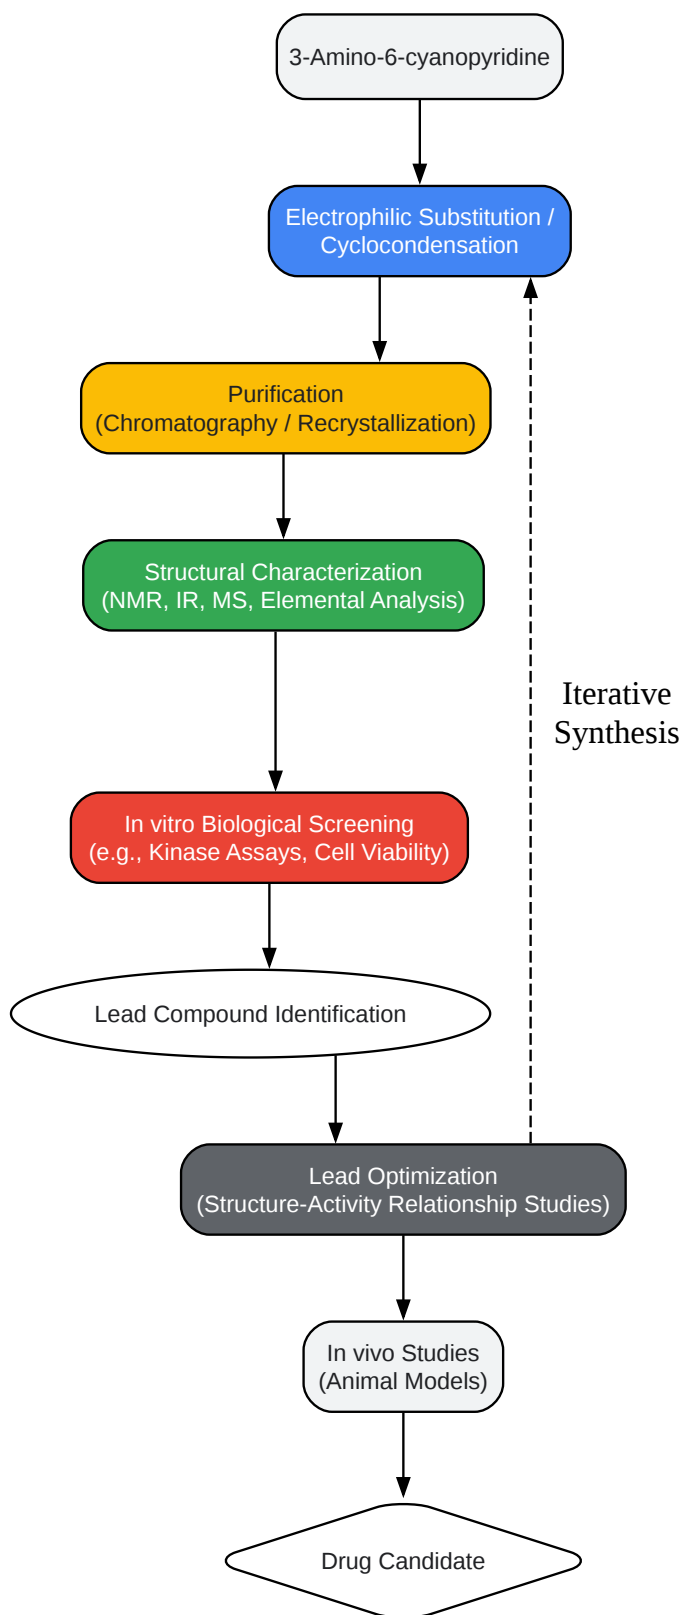 3-Amino-6-cyanopyridine
Electrophilic Substitution /
Cyclocondensation
Purification
(Chromatography / Recrystallization)
Structural Characterization
(NMR, IR, MS, Elemental Analysis)
Iterative
Synthesis
In vitro Biological Screening
(e.g., Kinase Assays, Cell Viability)
Lead Compound Identification
Lead Optimization
(Structure-Activity Relationship Studies)
In vivo Studies
(Animal Models)
Drug Candidate